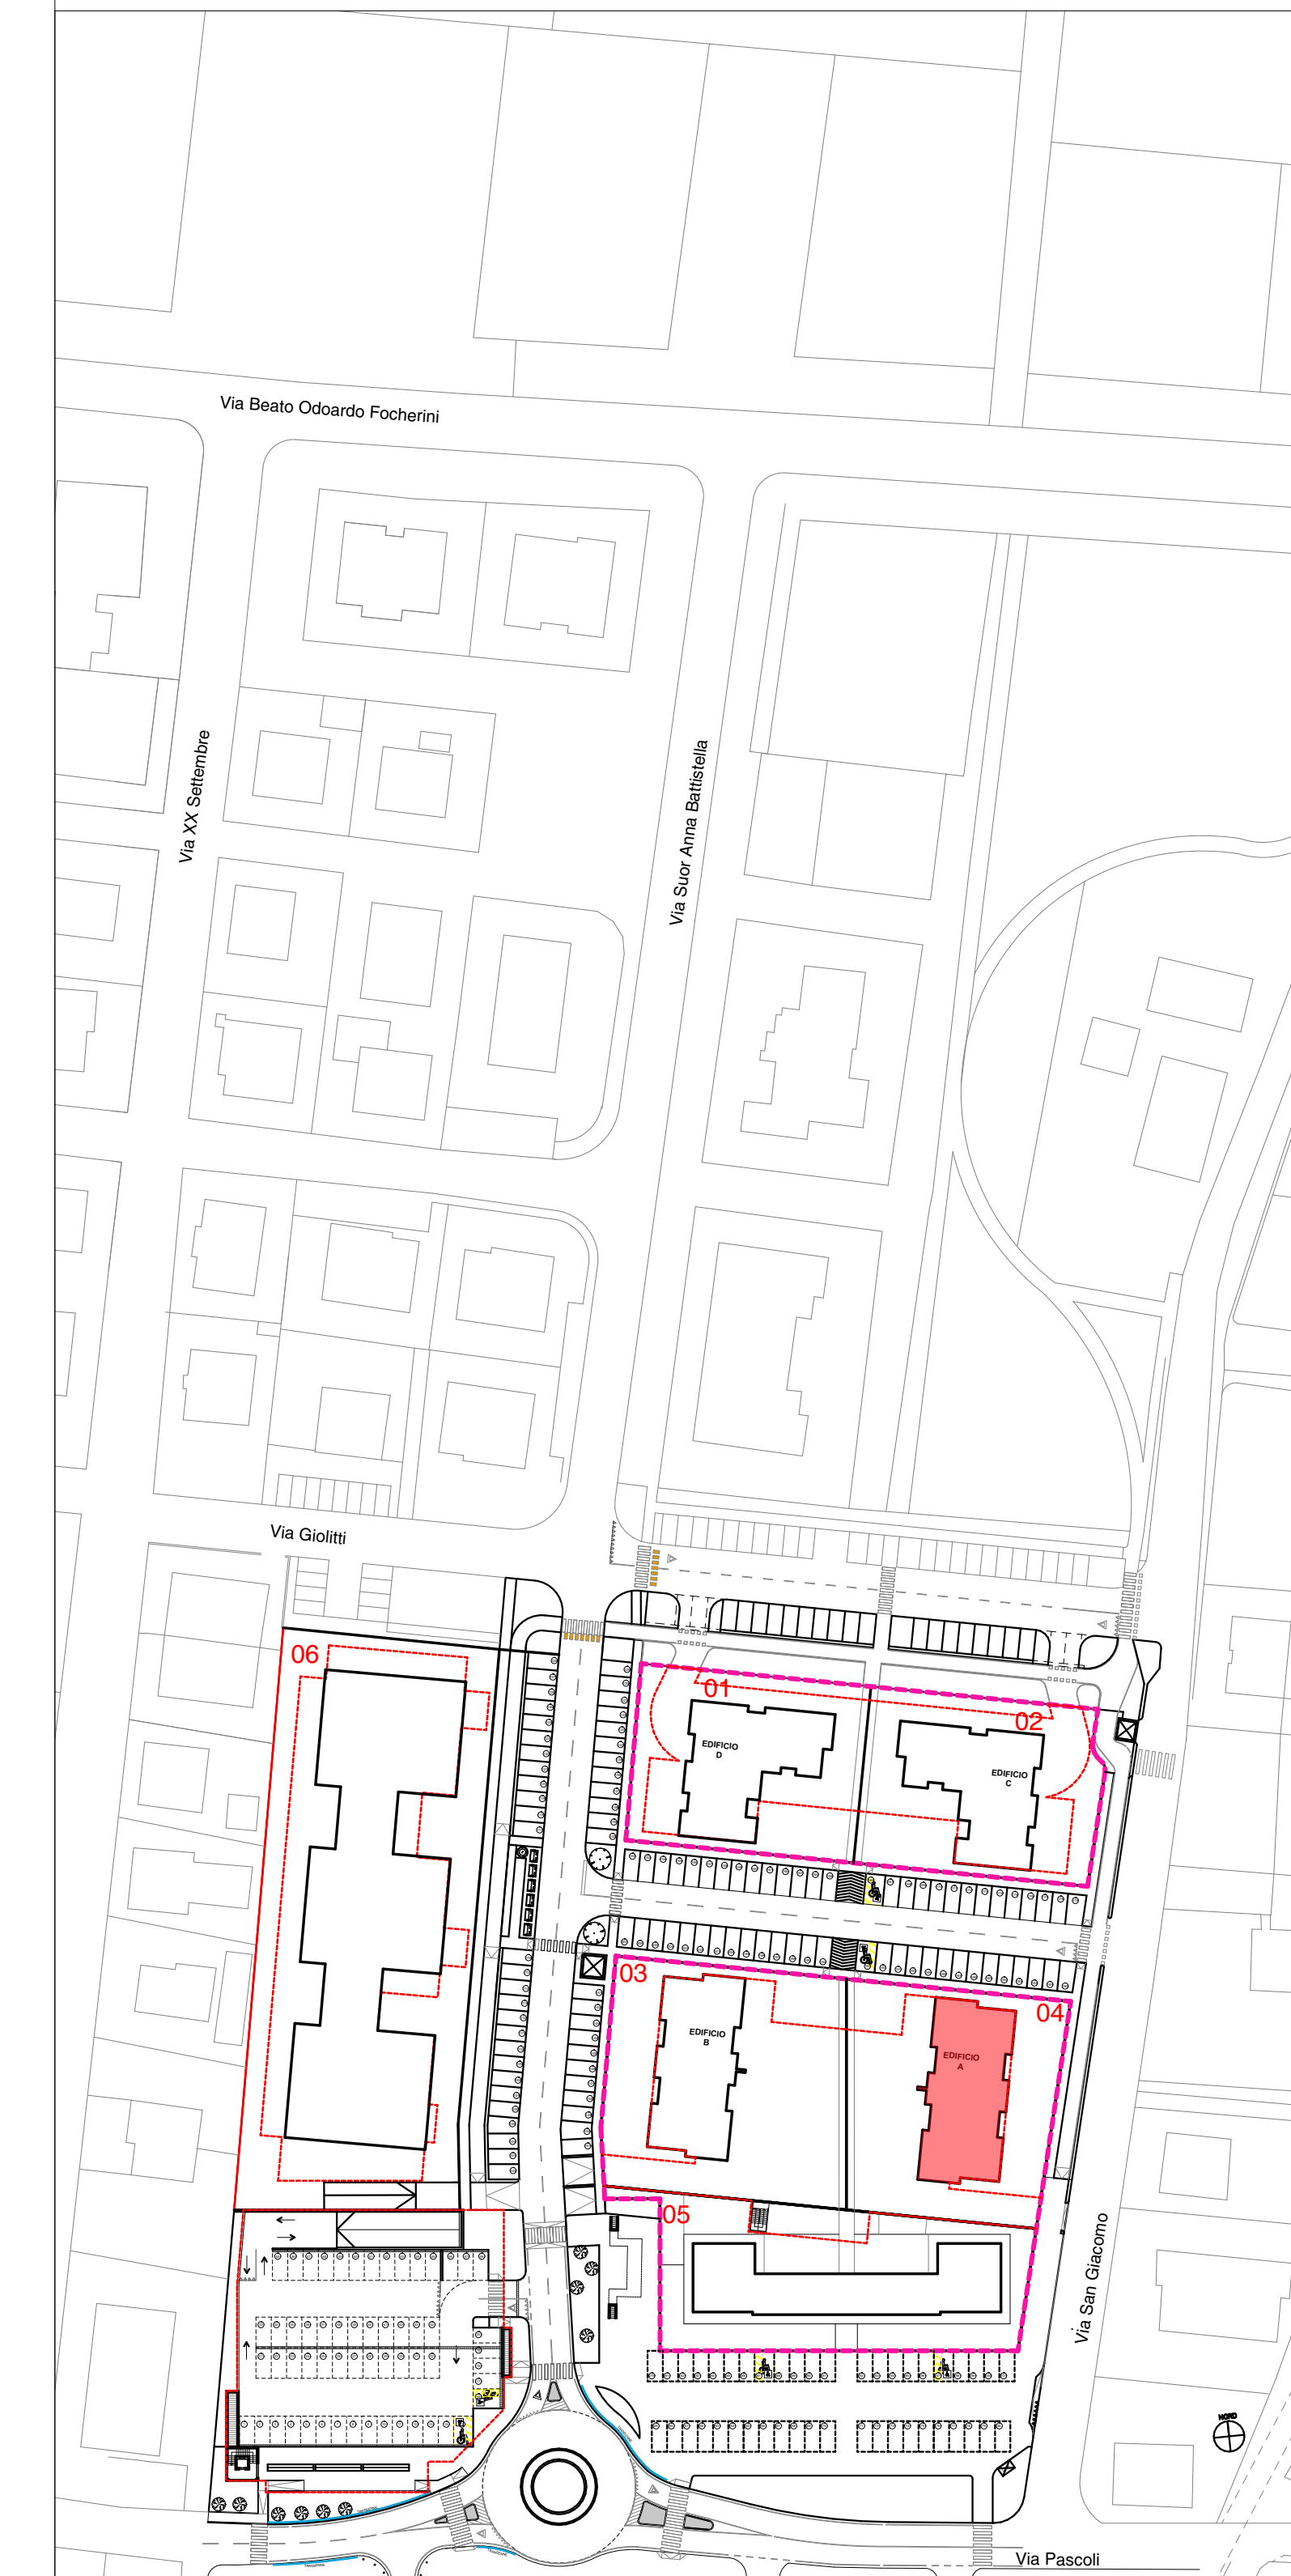 Via Beato Odoardo Focherini
Via XX Settembre
Via Suor Anna Battistella
Via Giolitti
06
01
02
EDIFICIO
D
EDIFICIO
C
03
04
EDIFICIO
B
EDIFICIO
A
05
Via San Giacomo
NORD
Via Pascoli